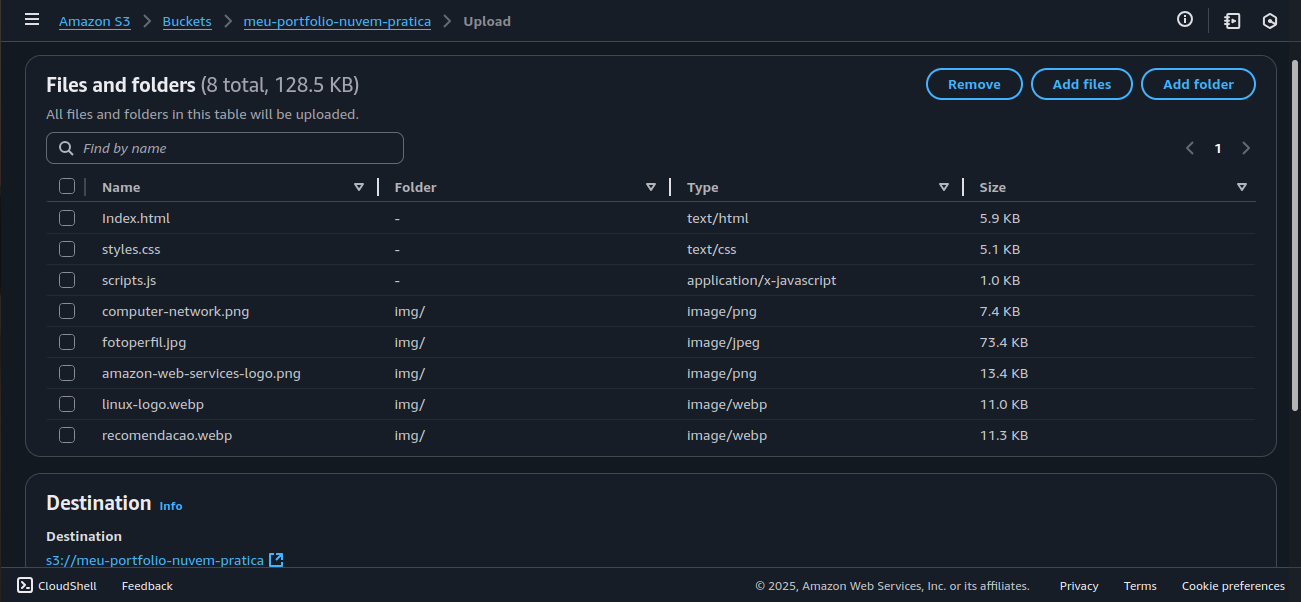 Amazon S3 > Buckets > meu-portfolio-nuvem-pratica > Upload
Files and folders (8 total, 128.5 KB)
Remove
Add files
Add folder
All files and folders in this table will be uploaded.
Find by name
1
Name Folder Type Size
Index.html - text/html 5.9 KB
styles.css - text/css 5.1 KB
scripts.js - application/x-javascript 1.0 KB
computer-network.png img/ image/png 7.4 KB
fotoperfil.jpg img/ image/jpeg 73.4 KB
amazon-web-services-logo.png img/ image/png 13.4 KB
linux-logo.webp img/ image/webp 11.0 KB
recomendacao.webp img/ image/webp 11.3 KB
Destination Info
Destination
s3://meu-portfolio-nuvem-pratica
CloudShell Feedback © 2025, Amazon Web Services, Inc. or its affiliates. Privacy Terms Cookie preferences